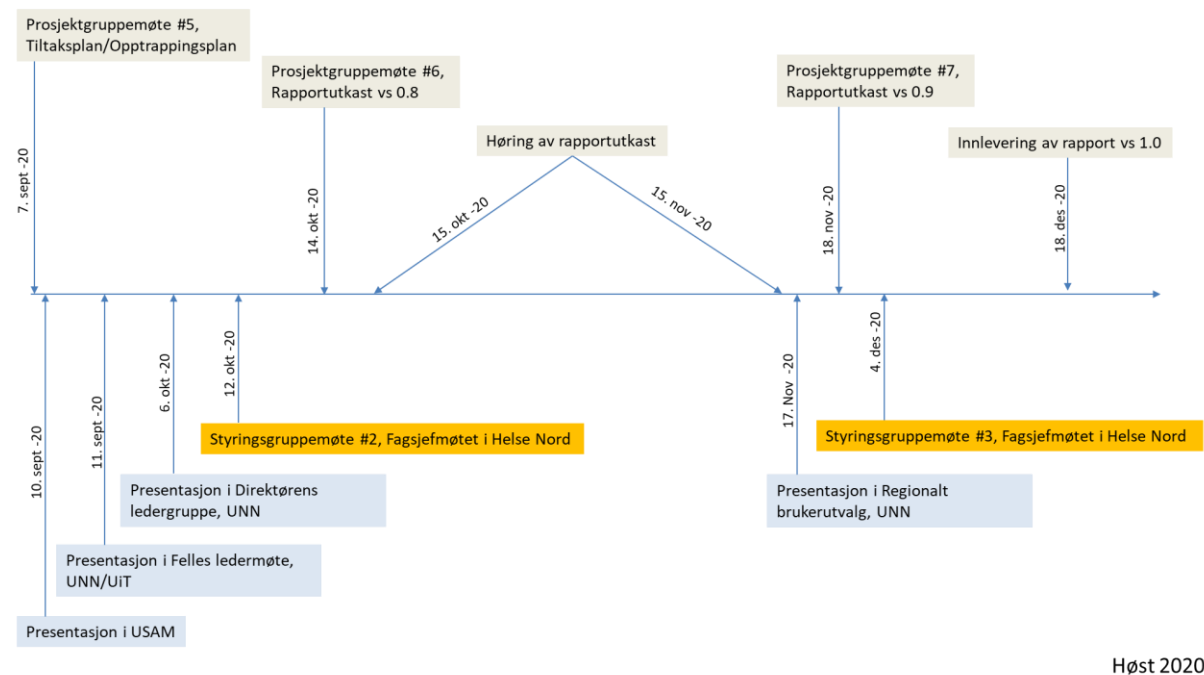 Prosjektgruppemøte #5,
Tiltaksplan/Opptrappingsplan
Prosjektgruppemøte #6,
Rapportutkast vs 0.8
Prosjektgruppemøte #7,
Rapportutkast vs 0.9
Høring av rapportutkast
Innlevering av rapport vs 1.0
7. sept -20
14. okt -20
15. okt -20
15. nov -20
18. nov -20
18. des -20
10. sept -20
11. sept -20
6. okt -20
12. okt -20
17. Nov -20
4. des -20
Styringsgruppemøte #2, Fagsjefmøtet i Helse Nord
Styringsgruppemøte #3, Fagsjefmøtet i Helse Nord
Presentasjon i Direktørens
ledergruppe, UNN
Presentasjon i Regionalt
brukerutvalg, UNN
Presentasjon i Felles ledermøte,
UNN/UiT
Presentasjon i USAM
Høst 2020